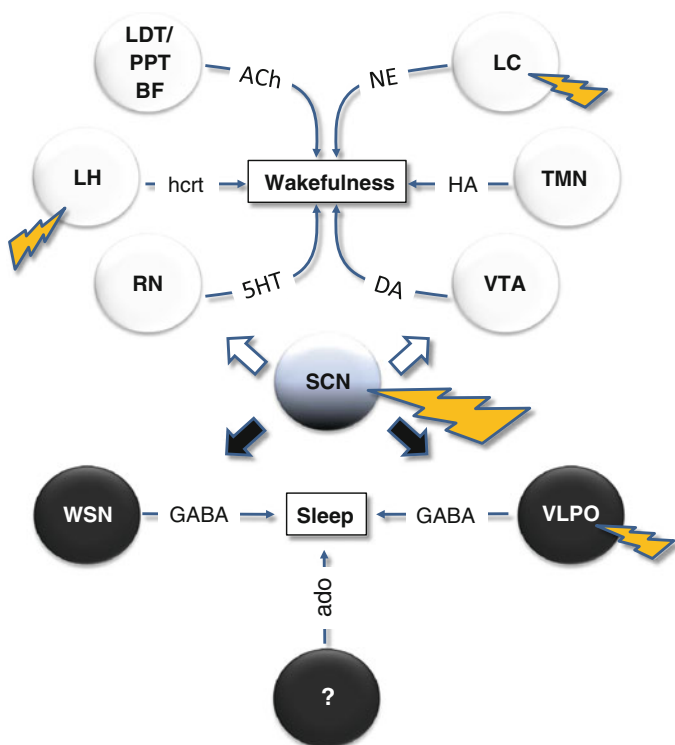 LDT/
PPT
BF
ACh
NE
LC
LH
hcrt
Wakefulness
HA
TMN
RN
5HT
DA
VTA
SCN
WSN
GABA
Sleep
GABA
VLPO
ado
?